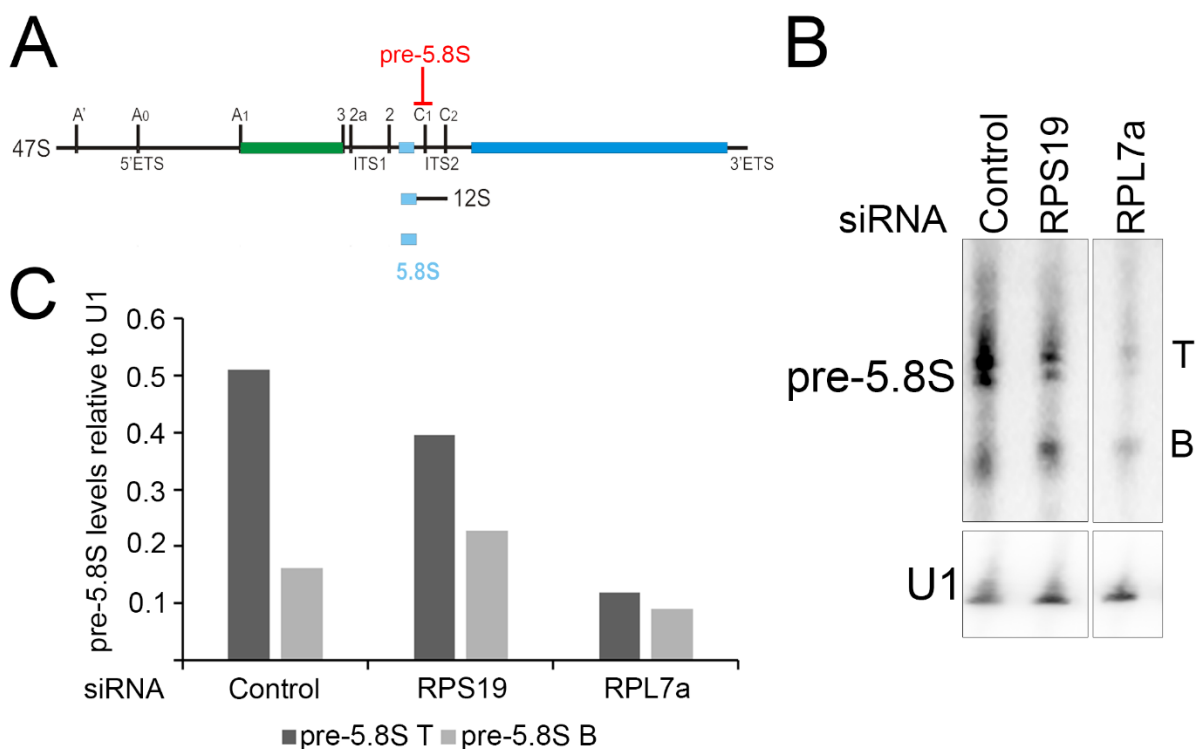 A
pre-5.8S
A' A0 A1 3 2a 2 C1 C2
47S
5'ETS ITS1 ITS2 3'ETS
12S
5.8S
B
siRNA Control RPS19 RPL7a
pre-5.8S T
B
U1
C
pre-5.8S levels relative to U1
0.6
0.5
0.4
0.3
0.2
0.1
siRNA Control RPS19 RPL7a
pre-5.8S T pre-5.8S B